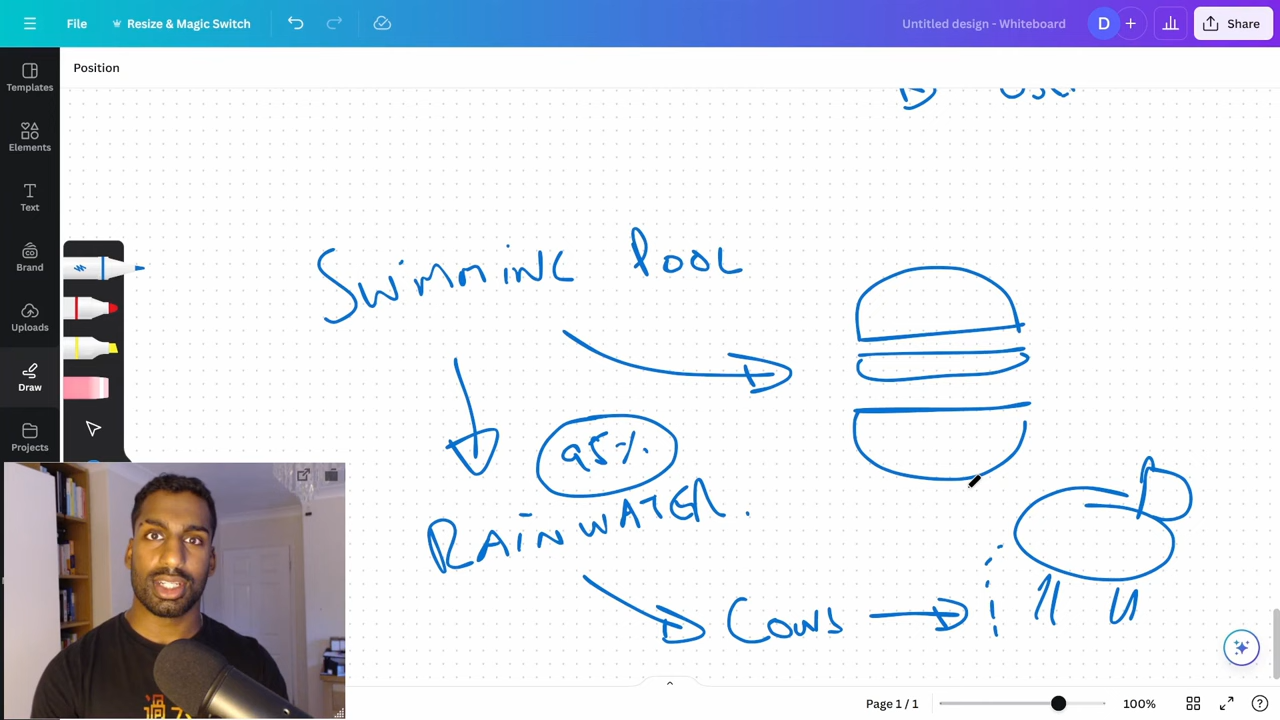 File
Resize & Magic Switch
Untitled design - Whiteboard
D
Share
Position
Templates
Elements
Text
Brand
Uploads
Draw
Projects
SwimminG Pool
95%
RAINWATER.
Cows
Page 1 / 1
100%